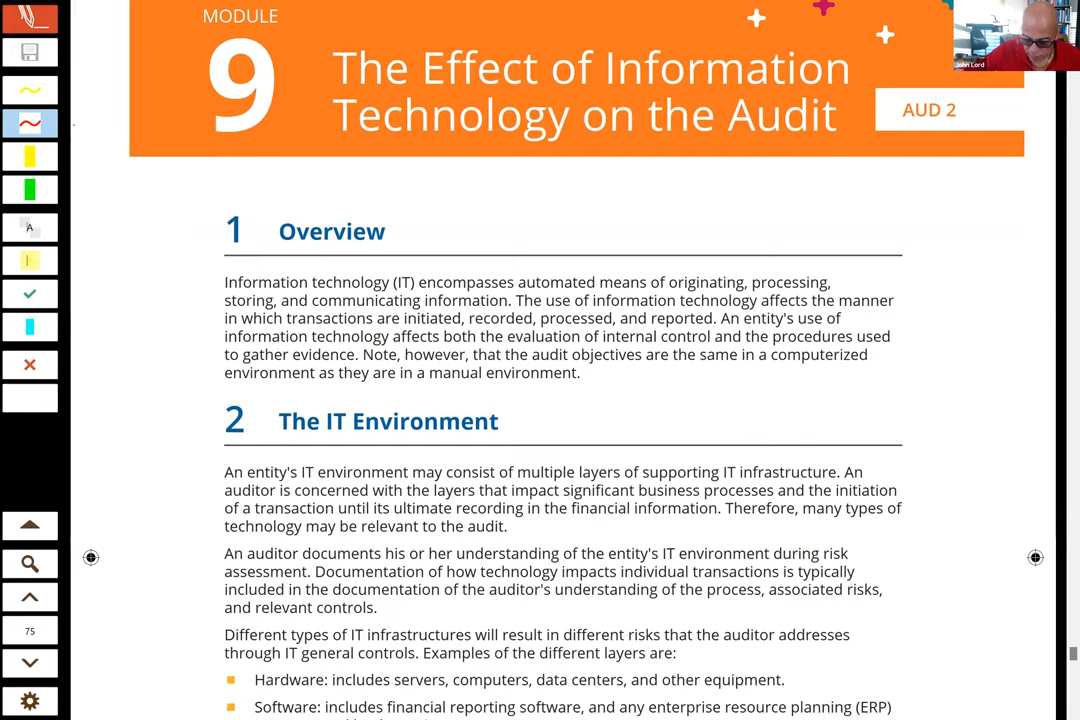 MODULE
9
The Effect of Information
Technology on the Audit
AUD 2
John Lord
A
1 Overview
Information technology (IT) encompasses automated means of originating, processing,
storing, and communicating information. The use of information technology affects the manner
in which transactions are initiated, recorded, processed, and reported. An entity's use of
information technology affects both the evaluation of internal control and the procedures used
to gather evidence. Note, however, that the audit objectives are the same in a computerized
environment as they are in a manual environment.
2 The IT Environment
An entity's IT environment may consist of multiple layers of supporting IT infrastructure. An
auditor is concerned with the layers that impact significant business processes and the initiation
of a transaction until its ultimate recording in the financial information. Therefore, many types of
technology may be relevant to the audit.
An auditor documents his or her understanding of the entity's IT environment during risk
assessment. Documentation of how technology impacts individual transactions is typically
included in the documentation of the auditor's understanding of the process, associated risks,
and relevant controls.
Different types of IT infrastructures will result in different risks that the auditor addresses
through IT general controls. Examples of the different layers are:
Hardware: includes servers, computers, data centers, and other equipment.
Software: includes financial reporting software, and any enterprise resource planning (ERP)
75